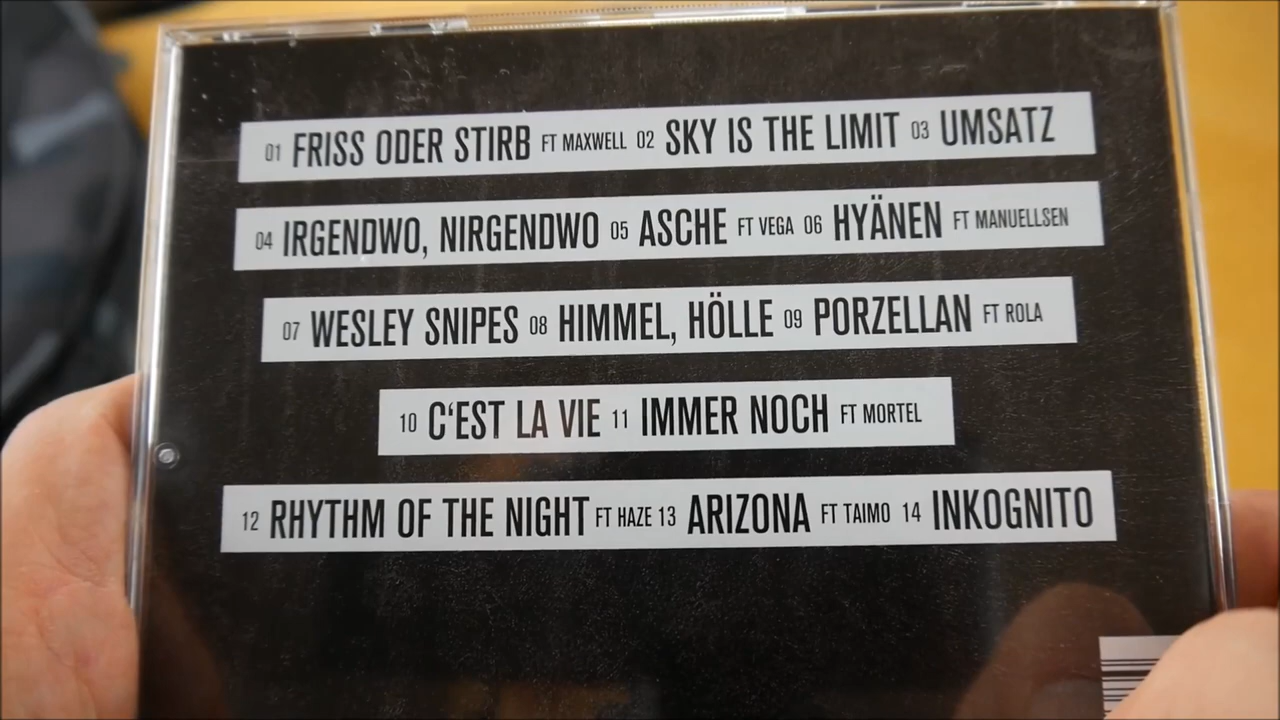 01 FRISS ODER STIRB FT MAXWELL 02 SKY IS THE LIMIT 03 UMSATZ
04 IRGENDWO, NIRGENDWO 05 ASCHE FT VEGA 06 HYÄNEN FT MANUELLSEN
07 WESLEY SNIPES 08 HIMMEL, HÖLLE 09 PORZELLAN FT ROLA
10 C‘EST LA VIE 11 IMMER NOCH FT MORTEL
12 RHYTHM OF THE NIGHT FT HAZE 13 ARIZONA FT TAIMO 14 INKOGNITO